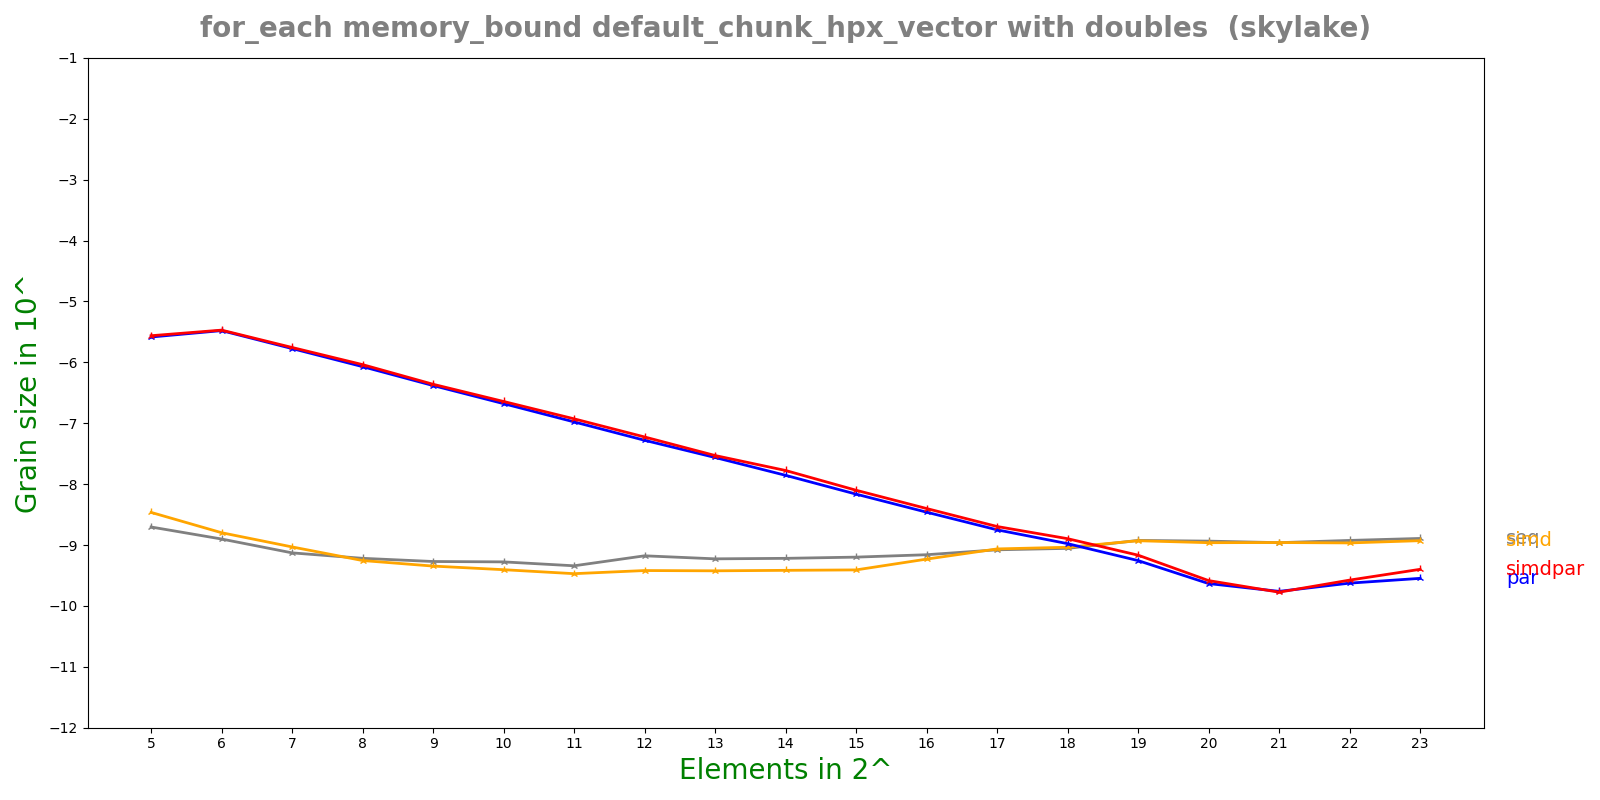 for_each memory_bound default_chunk_hpx_vector with doubles (skylake)
Grain size in 10^
−1
−2
−3
−4
−5
−6
−7
−8
−9
−10
−11
−12
seq
simd
simdpar
par
5 6 7 8 9 10 11 12 13 14 15 16 17 18 19 20 21 22 23
Elements in 2^